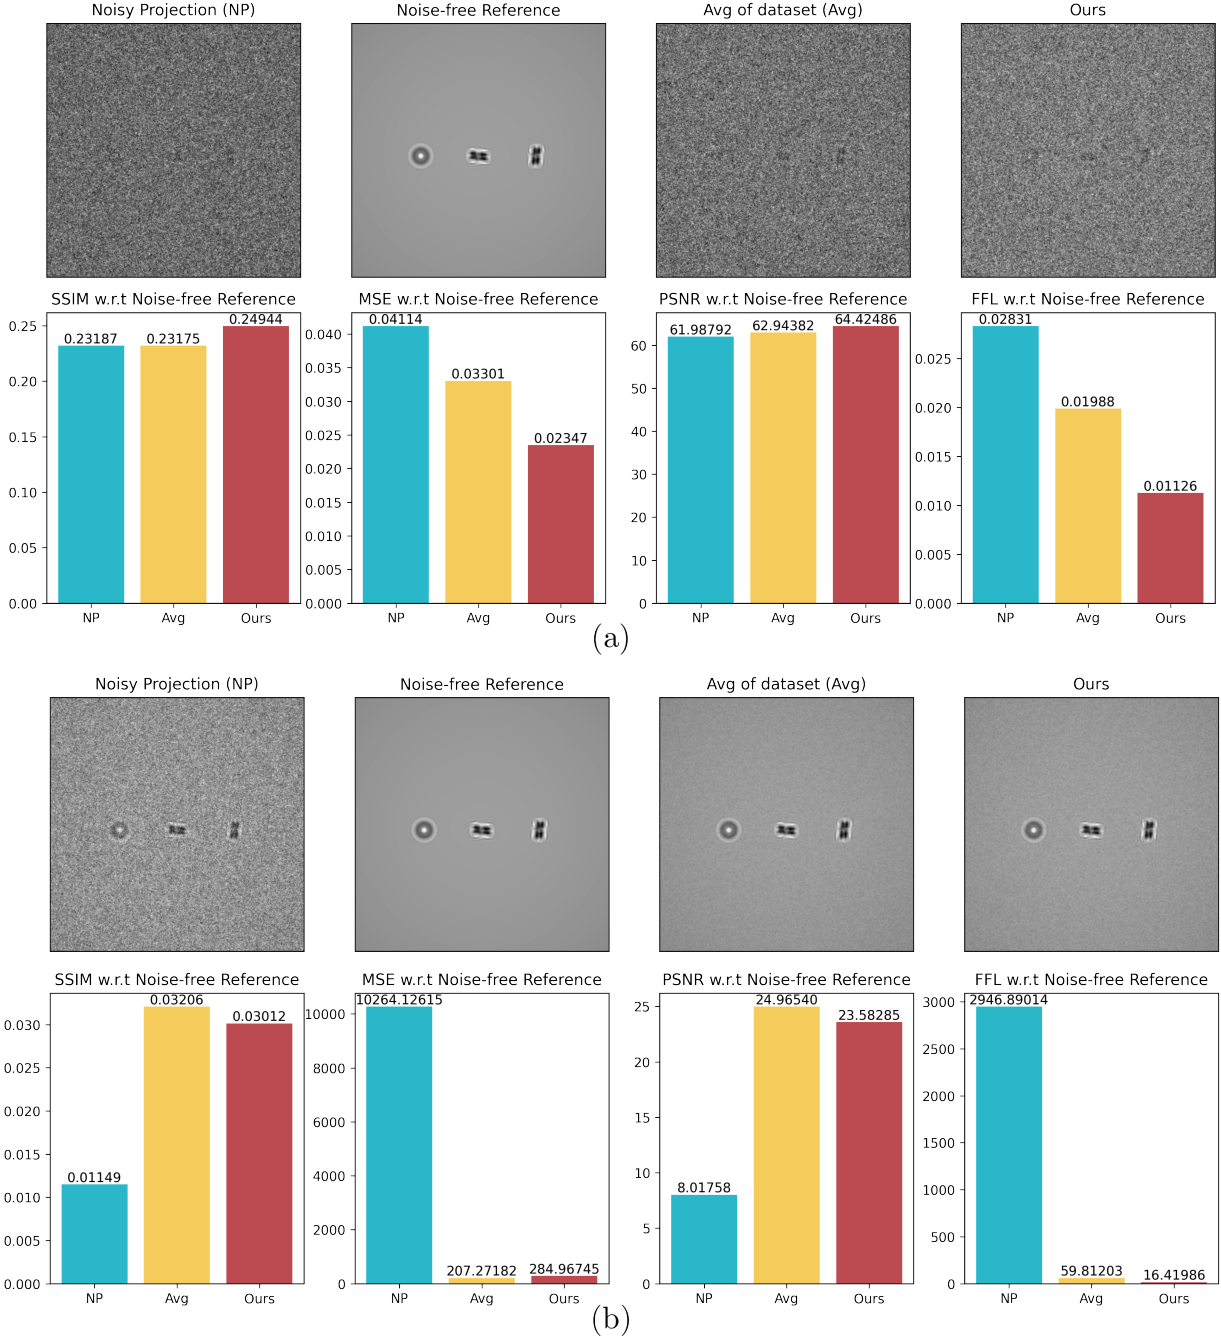 Noisy Projection (NP) Noise-free Reference Avg of dataset (Avg) Ours
SSIM w.r.t Noise-free Reference MSE w.r.t Noise-free Reference PSNR w.r.t Noise-free Reference FFL w.r.t Noise-free Reference
0.25
0.20
0.15
0.10
0.05
0.00
0.23187 0.23175 0.24944
NP Avg Ours
0.040
0.035
0.030
0.025
0.020
0.015
0.010
0.005
0.000
0.04114 0.03301 0.02347
NP Avg Ours
60
50
40
30
20
10
0
61.98792 62.94382 64.42486
NP Avg Ours
0.025
0.020
0.015
0.010
0.005
0.000
0.02831 0.01988 0.01126
NP Avg Ours
(a)
Noisy Projection (NP) Noise-free Reference Avg of dataset (Avg) Ours
SSIM w.r.t Noise-free Reference MSE w.r.t Noise-free Reference PSNR w.r.t Noise-free Reference FFL w.r.t Noise-free Reference
0.030
0.025
0.020
0.015
0.010
0.005
0.000
0.01149 0.03206 0.03012
NP Avg Ours
10000
8000
6000
4000
2000
0
10264.12615 207.27182 284.96745
NP Avg Ours
25
20
15
10
5
0
8.01758 24.96540 23.58285
NP Avg Ours
3000
2500
2000
1500
1000
500
0
2946.89014 59.81203 16.41986
NP Avg Ours
(b)